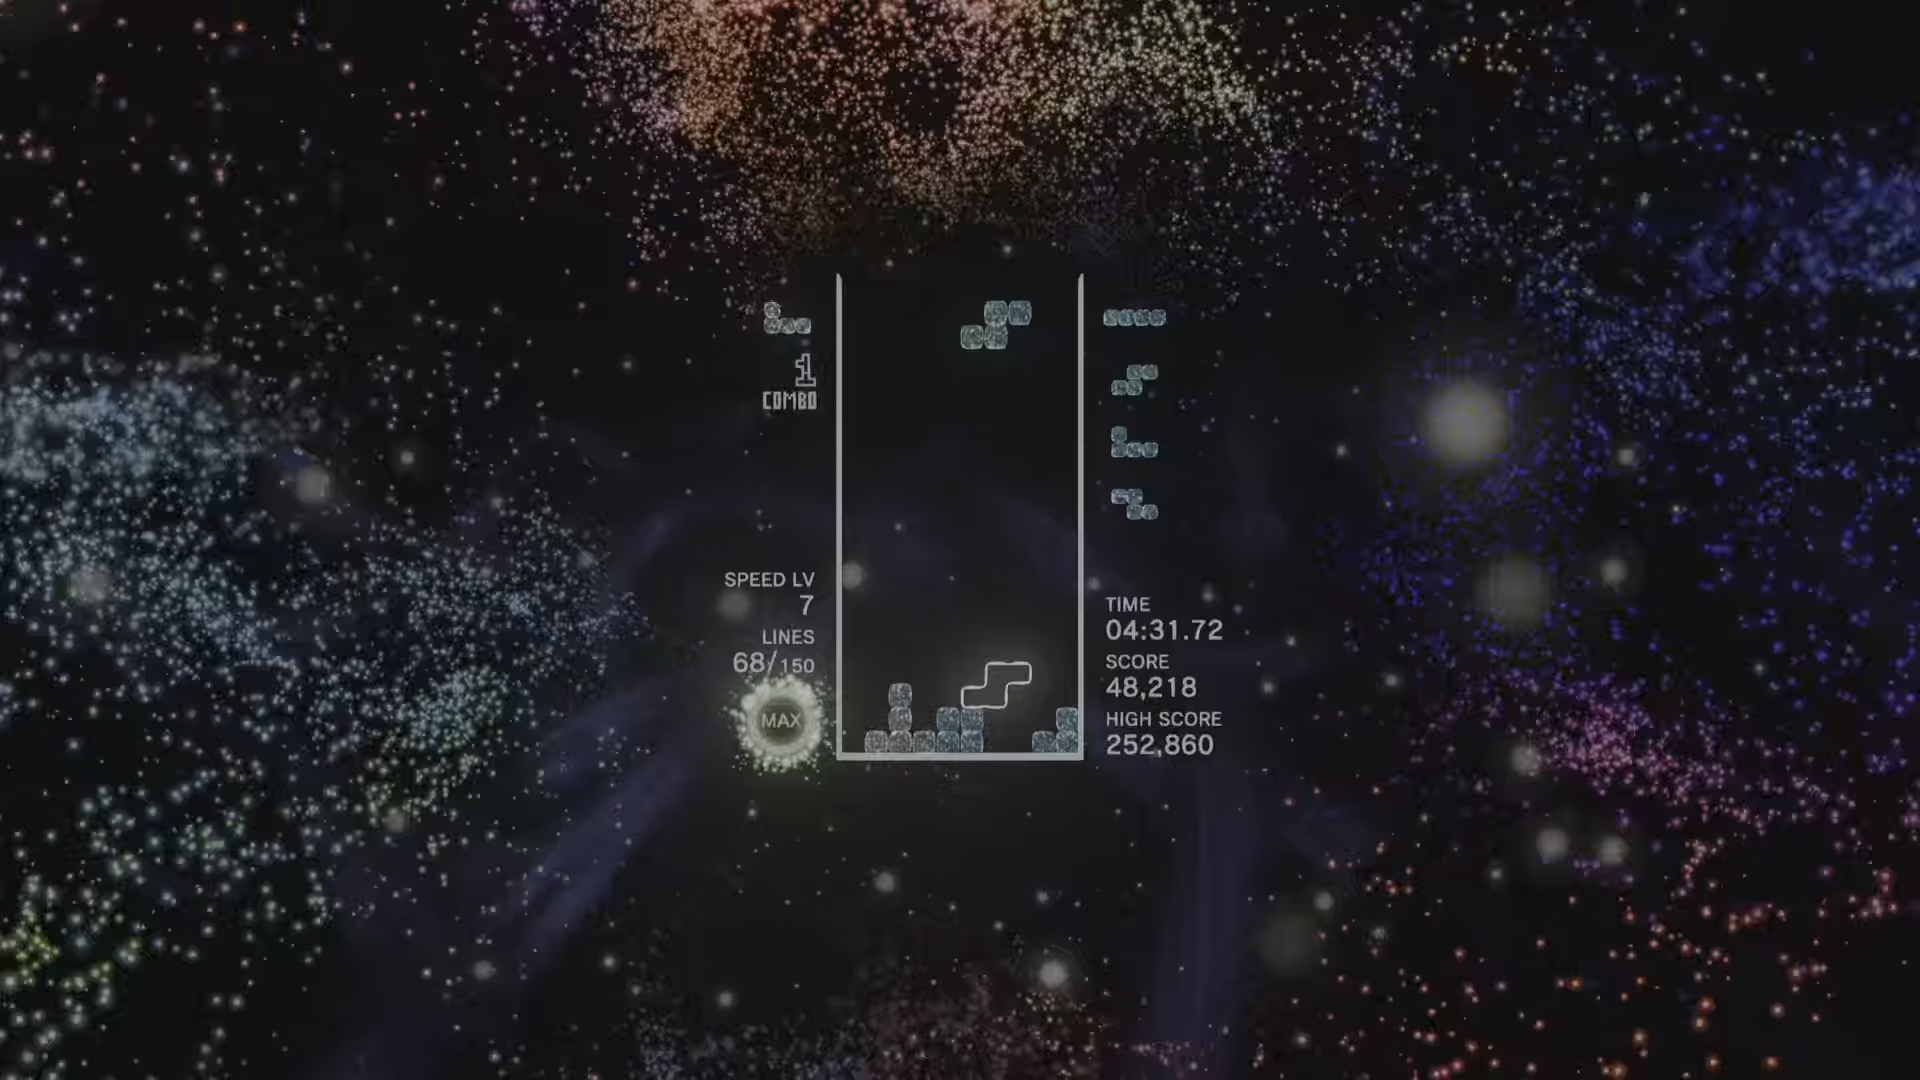 1
COMBO
SPEED LV
7
LINES
68/150
MAX
TIME
04:31.72
SCORE
48,218
HIGH SCORE
252,860